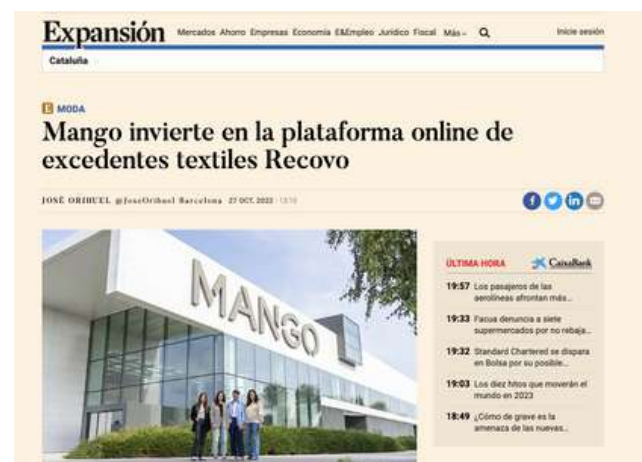 Expansión
Mercados Ahorro Empresas Economía E&Empleo Jurídico Fiscal Más
Inicie sesión
Cataluña
E MODA
Mango invierte en la plataforma online de
excedentes textiles Recovo
JOSÉ ORIHUEL @JoseOrihuel Barcelona 27 OCT. 2022
MANGO
ÚLTIMA HORA
CaixaBank
19:57 Los pasajeros de las
aerolíneas afrontan más...
19:33 Facua denuncia a siete
supermercados por no rebaja...
19:32 Standard Chartered se dispara
en Bolsa por su posible...
19:03 Los diez hitos que moverán el
mundo en 2023
18:49 ¿Cómo de grave es la
amenaza de las nuevas...